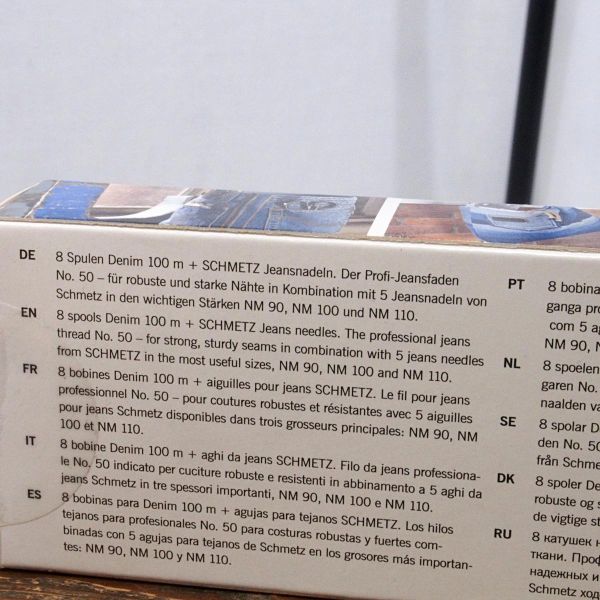 DE 8 Spulen Denim 100 m + SCHMETZ Jeansnadeln. Der Profi-Jeansfaden
No. 50 – für robuste und starke Nähte in Kombination mit 5 Jeansnadeln von
Schmetz in den wichtigen Stärken NM 90, NM 100 und NM 110.
EN 8 spools Denim 100 m + SCHMETZ Jeans needles. The professional jeans
thread No. 50 – for strong, sturdy seams in combination with 5 jeans needles
from SCHMETZ in the most useful sizes, NM 90, NM 100 and NM 110.
FR 8 bobines Denim 100 m + aiguilles pour jeans SCHMETZ. Le fil pour jeans
professionnel No. 50 – pour coutures robustes et résistantes avec 5 aiguilles
pour jeans Schmetz disponibles dans trois grosseurs principales: NM 90, NM
100 et NM 110.
IT 8 bobine Denim 100 m + aghi da jeans SCHMETZ. Filo da jeans professiona-
le No. 50 indicato per cuciture robuste e resistenti in abbinamento a 5 aghi da
jeans Schmetz in tre spessori importanti, NM 90, NM 100 e NM 110.
ES 8 bobinas para Denim 100 m + agujas para tejanos SCHMETZ. Los hilos
tejanos para profesionales No. 50 para costuras robustas y fuertes com-
binadas con 5 agujas para tejanos de Schmetz en los grosores más importan-
tes: NM 90, NM 100 y NM 110.
PT 8 bobina
ganga pro
com 5 a
NM 90, N
NL 8 spoelen
garen No.
naalden va
SE 8 spolar D
den No. 50
från Schme
DK 8 spoler De
robuste og s
de vigtige st
RU 8 катушек н
ткани. Проф
надежных и
Schmetz ход